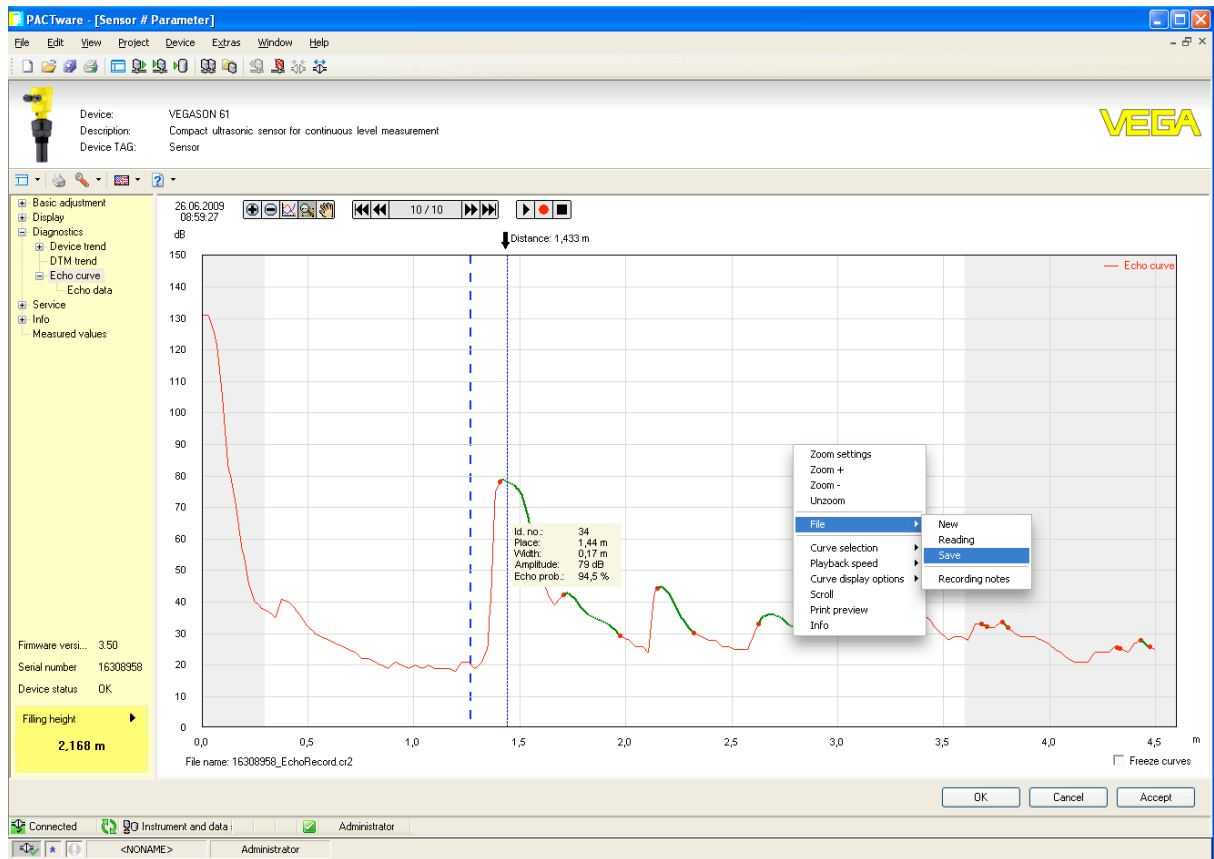 PACTware - [Sensor # Parameter]
File Edit View Project Device Extras Window Help
Device: VEGASON 61
Description: Compact ultrasonic sensor for continuous level measurement
Device TAG: Sensor
VEGA
Basic adjustment
Display
Diagnostics
Device trend
DTM trend
Echo curve
Echo data
Service
Info
Measured values
Firmware versi... 3.50
Serial number 16308958
Device status OK
Filling height
2,168 m
26.06.2009
08:59:27
10 / 10
dB
Distance: 1,433 m
Echo curve
150
140
130
120
110
100
90
80
70
60
50
40
30
20
10
0
0,0 0,5 1,0 1,5 2,0 2,5 3,0 3,5 4,0 4,5 m
Id. no.: 34
Place: 1,44 m
Width: 0,17 m
Amplitude: 79 dB
Echo prob.: 94,5 %
Zoom settings
Zoom +
Zoom -
Unzoom
File
Curve selection
Playback speed
Curve display options
Scroll
Print preview
Info
New
Reading
Save
Recording notes
File name: 16308958_EchoRecord.cr2
Freeze curves
OK Cancel Accept
Connected Instrument and data Administrator
<NONAME> Administrator